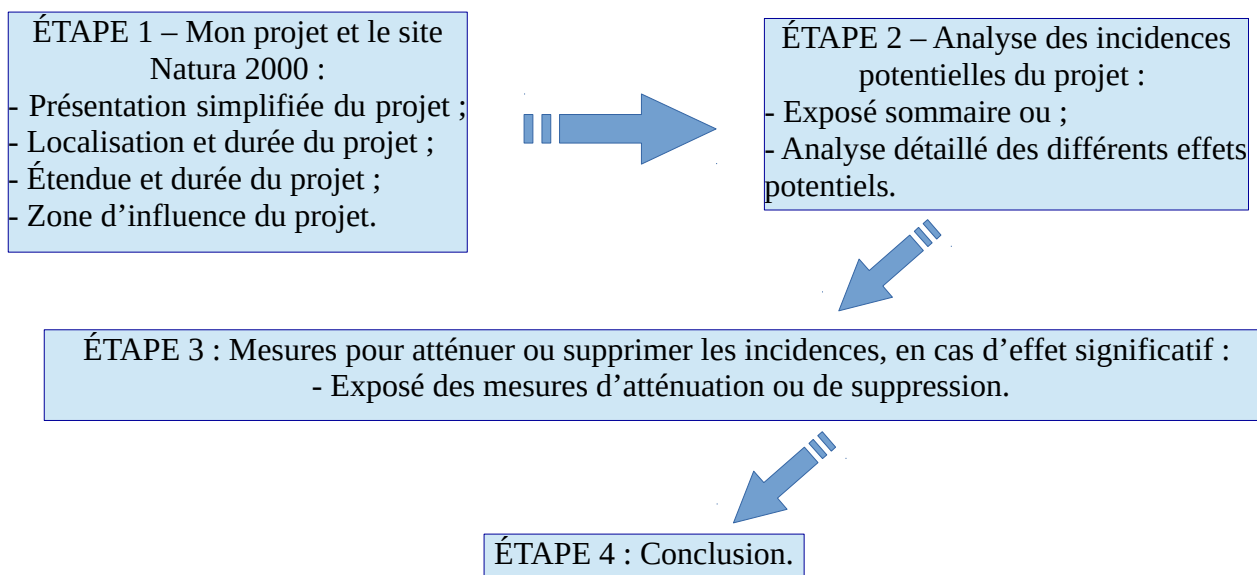 ÉTAPE 1 – Mon projet et le site
Natura 2000 :
- Présentation simplifiée du projet ;
- Localisation et durée du projet ;
- Étendue et durée du projet ;
- Zone d’influence du projet.
ÉTAPE 2 – Analyse des incidences
potentielles du projet :
- Exposé sommaire ou ;
- Analyse détaillé des différents effets
potentiels.
ÉTAPE 3 : Mesures pour atténuer ou supprimer les incidences, en cas d’effet significatif :
- Exposé des mesures d’atténuation ou de suppression.
ÉTAPE 4 : Conclusion.